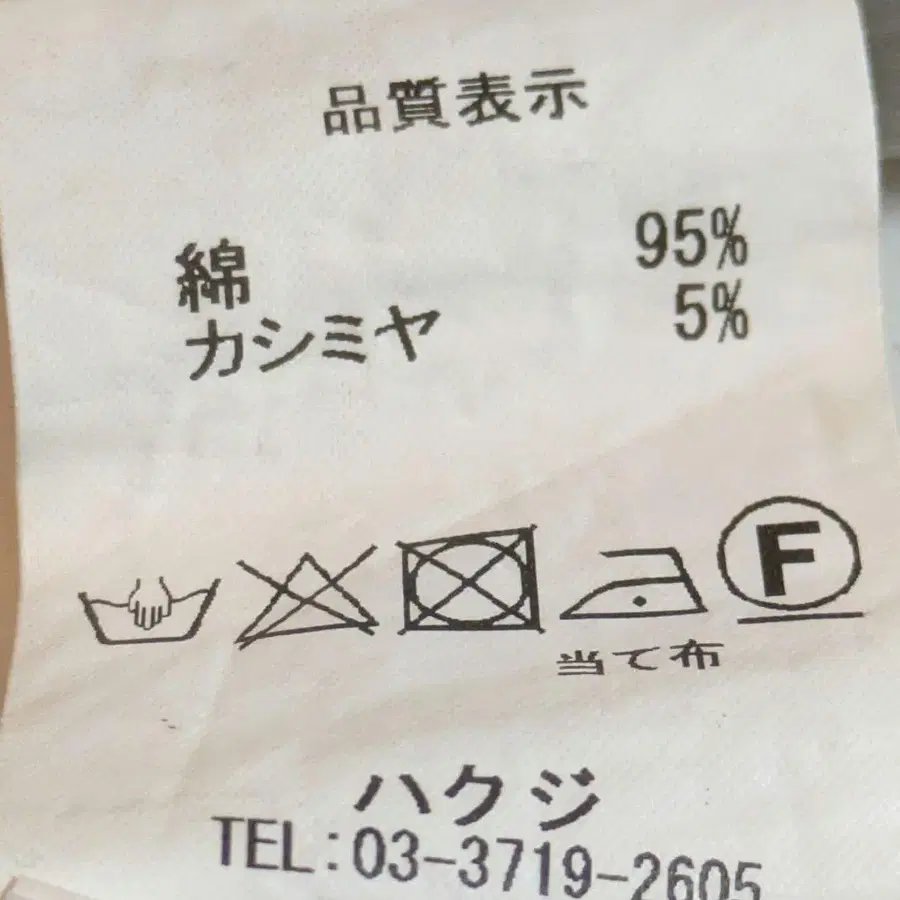 品質表示
綿 95%
カシミヤ 5%
F
当て布
ハクジ
TEL:03-3719-2605